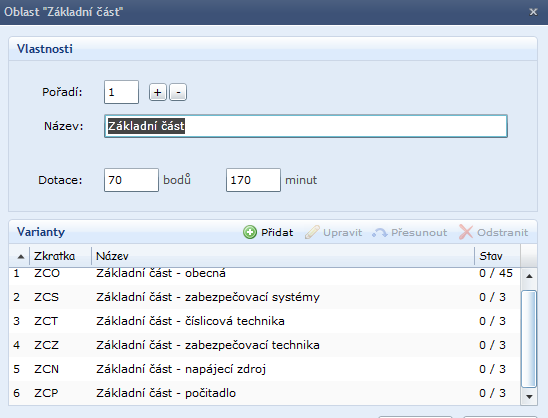 Oblast "Základní část"
Vlastnosti
Pořadí: 1 + -
Název: Základní část
Dotace: 70 bodů 170 minut
Varianty Přidat Upravit Přesunout Odstranit
Zkratka Název Stav
1 ZCO Základní část - obecná 0 / 45
2 ZCS Základní část - zabezpečovací systémy 0 / 3
3 ZCT Základní část - číslicová technika 0 / 3
4 ZCZ Základní část - zabezpečovací technika 0 / 3
5 ZCN Základní část - napájecí zdroj 0 / 3
6 ZCP Základní část - počitadlo 0 / 3